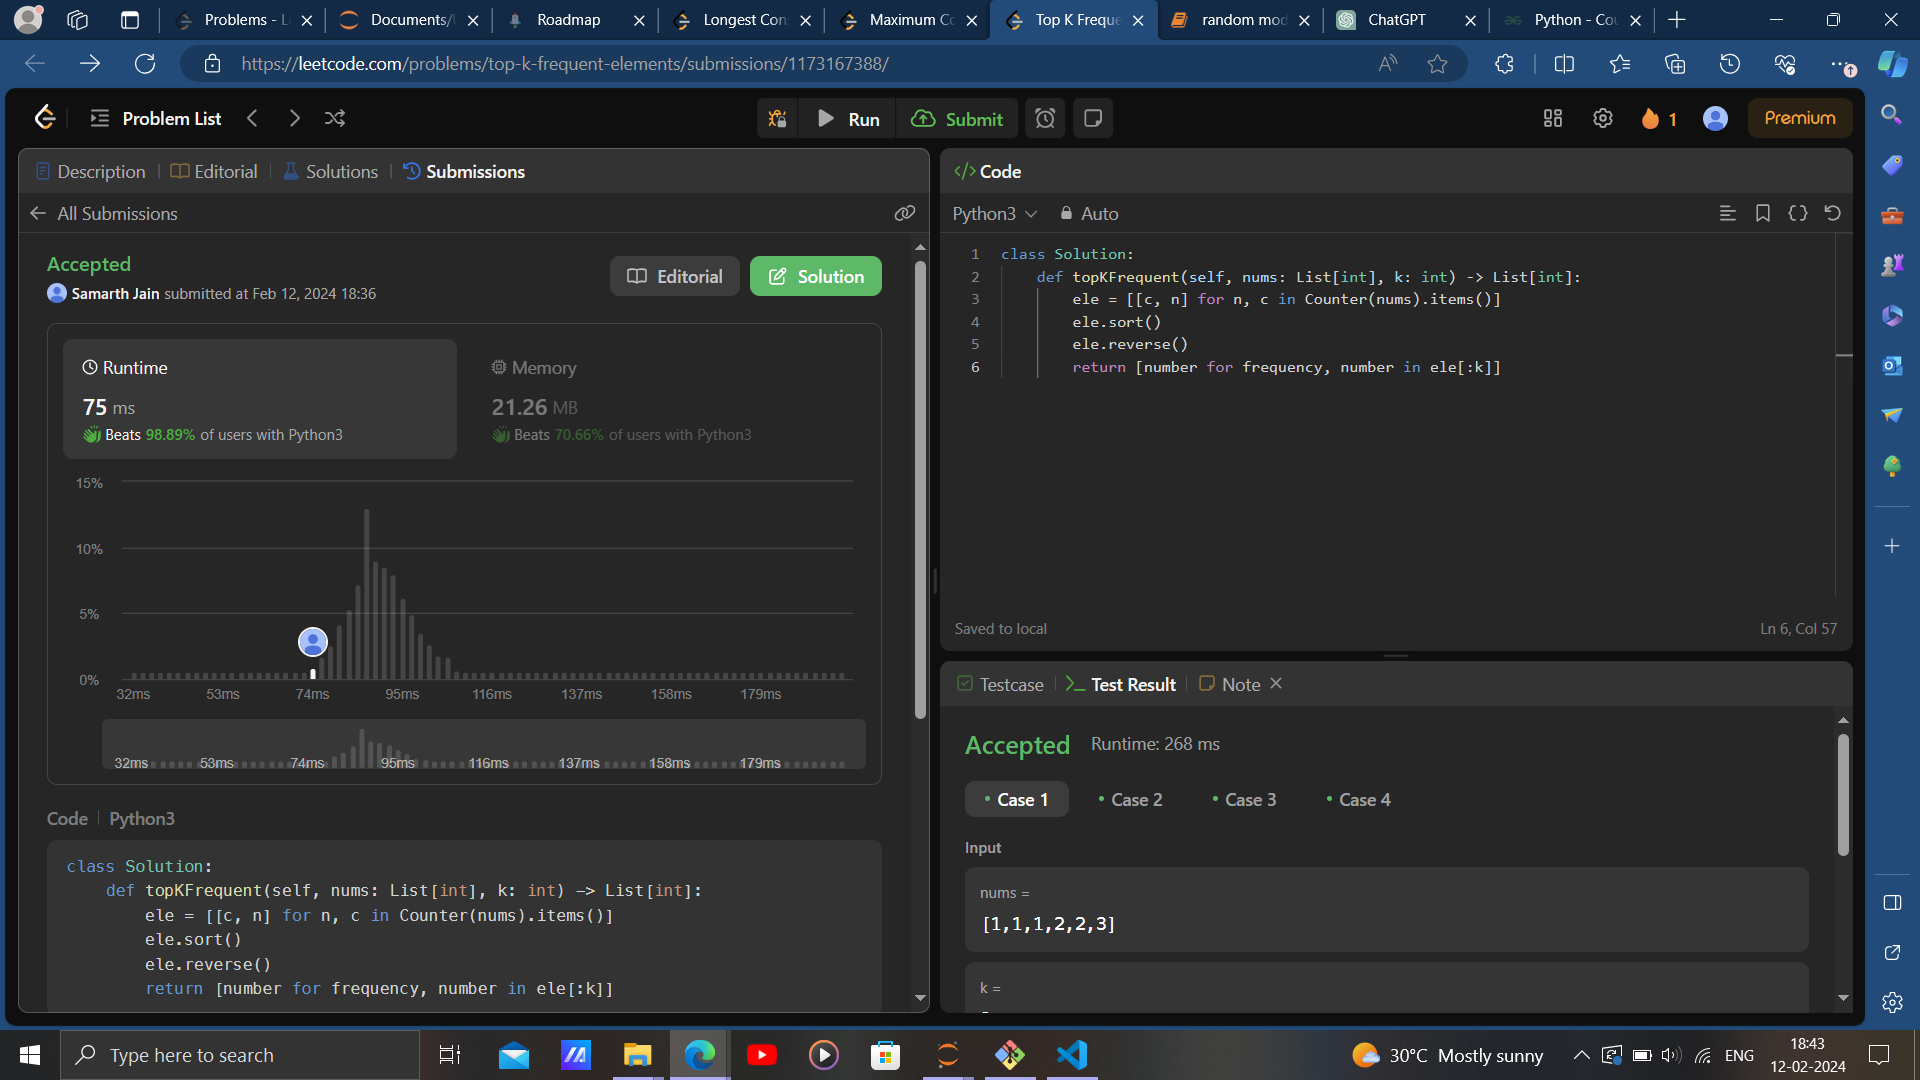 Problems - L
Documents/
Roadmap
Longest Con
Maximum Co
Top K Freque
random mod
ChatGPT
Python - Cou
https://leetcode.com/problems/top-k-frequent-elements/submissions/1173167388/
Problem List
Run
Submit
1
Premium
Description
Editorial
Solutions
Submissions
All Submissions
Accepted
Samarth Jain submitted at Feb 12, 2024 18:36
Editorial
Solution
Runtime
75 ms
Beats 98.89% of users with Python3
Memory
21.26 MB
Beats 70.66% of users with Python3
15%
10%
5%
0%
32ms 53ms 74ms 95ms 116ms 137ms 158ms 179ms
32ms 53ms 74ms 95ms 116ms 137ms 158ms 179ms
Code
Python3
class Solution:
def topKFrequent(self, nums: List[int], k: int) -> List[int]:
ele = [[c, n] for n, c in Counter(nums).items()]
ele.sort()
ele.reverse()
return [number for frequency, number in ele[:k]]
</> Code
Python3
Auto
1 class Solution:
2 def topKFrequent(self, nums: List[int], k: int) -> List[int]:
3 ele = [[c, n] for n, c in Counter(nums).items()]
4 ele.sort()
5 ele.reverse()
6 return [number for frequency, number in ele[:k]]
Saved to local
Ln 6, Col 57
Testcase
Test Result
Note
Accepted
Runtime: 268 ms
Case 1
Case 2
Case 3
Case 4
Input
nums =
[1,1,1,2,2,3]
k =
Type here to search
30°C Mostly sunny
ENG
18:43
12-02-2024